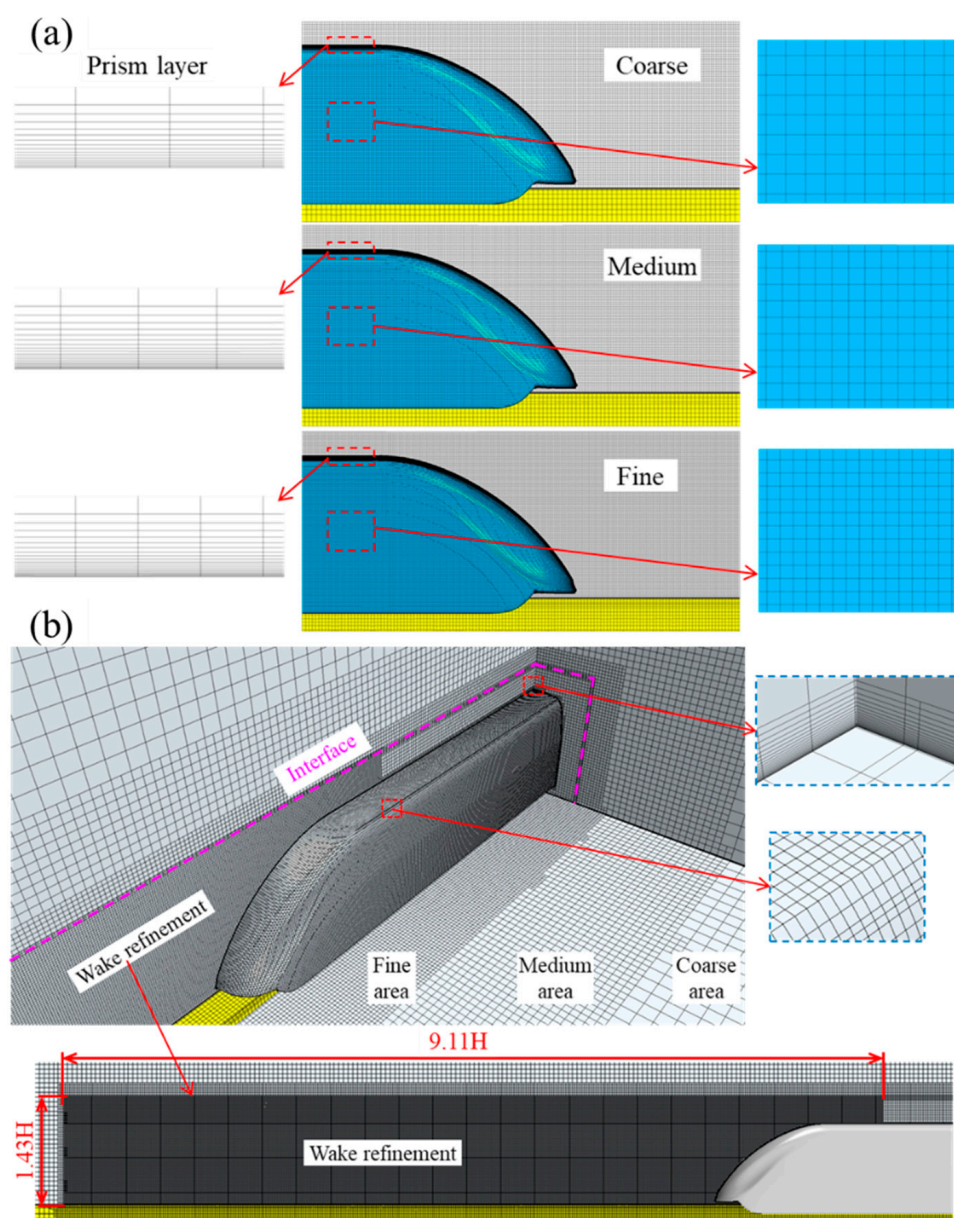 (a)
Prism layer
Coarse
Medium
Fine
(b)
Interface
Wake refinement
Fine
area
Medium
area
Coarse
area
9.11H
1.43H
Wake refinement